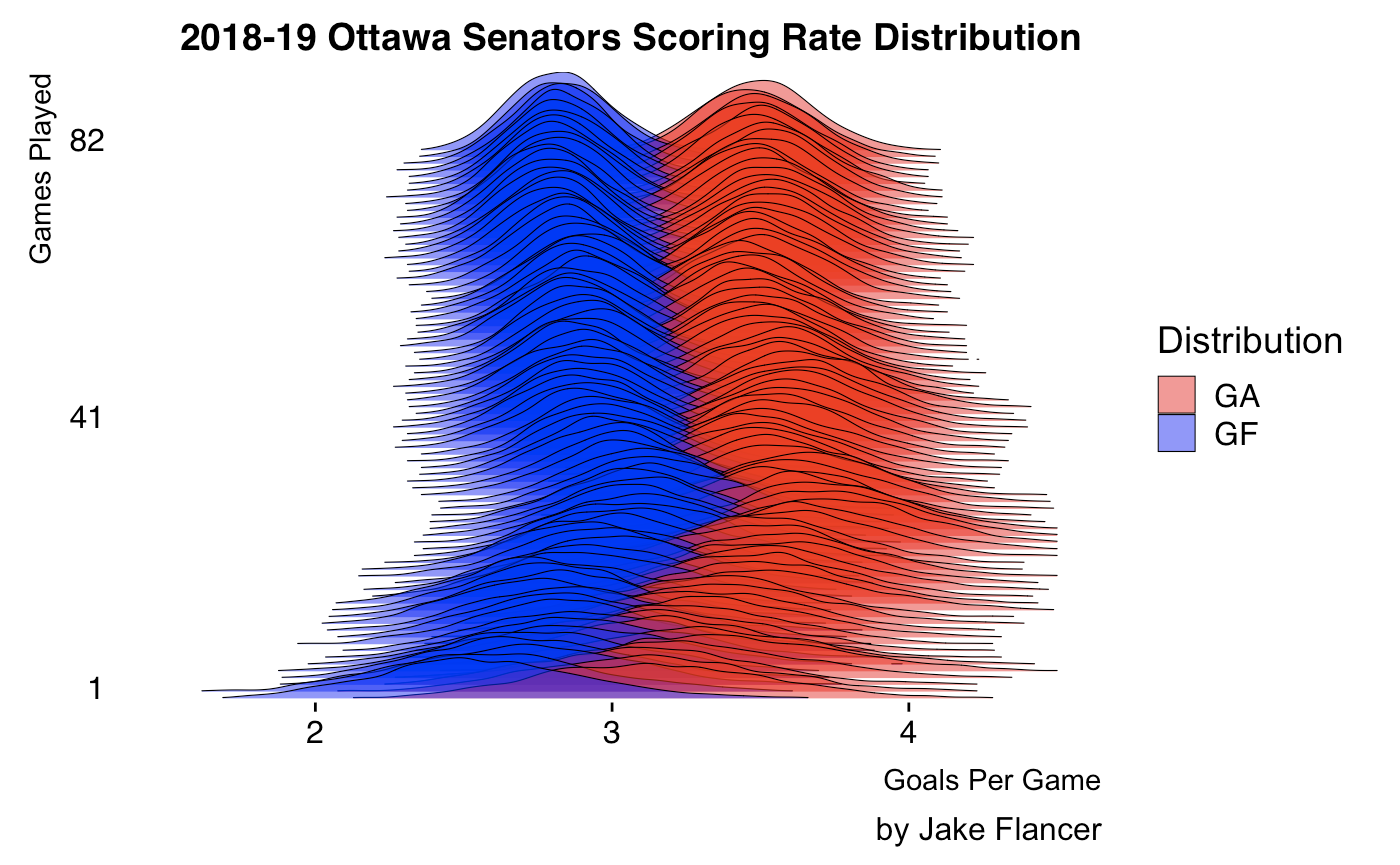 2018-19 Ottawa Senators Scoring Rate Distribution
Games Played
82
41
1
2 3 4
Goals Per Game
by Jake Flancer
Distribution
GA
GF